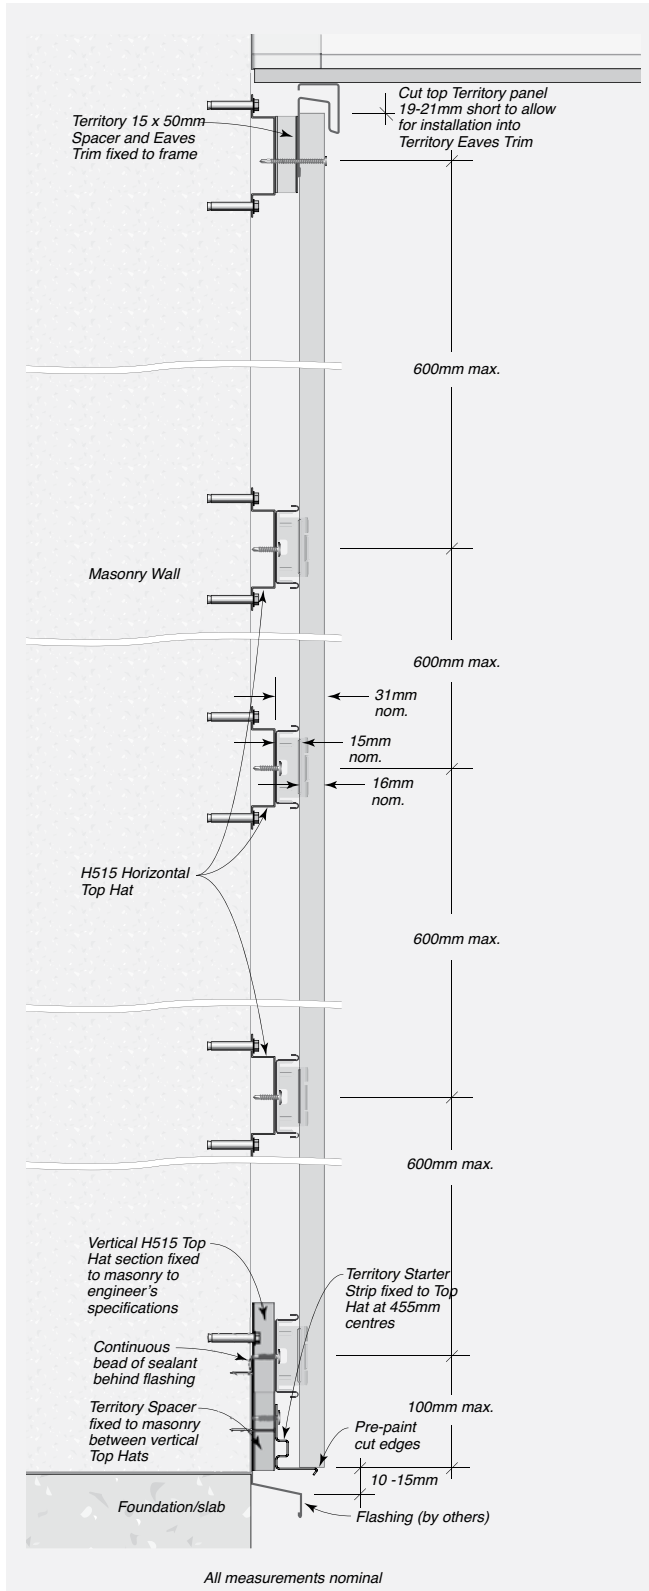 Cut top Territory panel
19-21mm short to allow
for installation into
Territory Eaves Trim
Territory 15 x 50mm
Spacer and Eaves
Trim fixed to frame
600mm max.
Masonry Wall
600mm max.
31mm
nom.
15mm
nom.
16mm
nom.
H515 Horizontal
Top Hat
600mm max.
600mm max.
Vertical H515 Top
Hat section fixed
to masonry to
engineer's
specifications
Territory Starter
Strip fixed to Top
Hat at 455mm
centres
Continuous
bead of sealant
behind flashing
Territory Spacer
fixed to masonry
between vertical
Top Hats
100mm max.
Pre-paint
cut edges
10 -15mm
Foundation/slab
Flashing (by others)
All measurements nominal